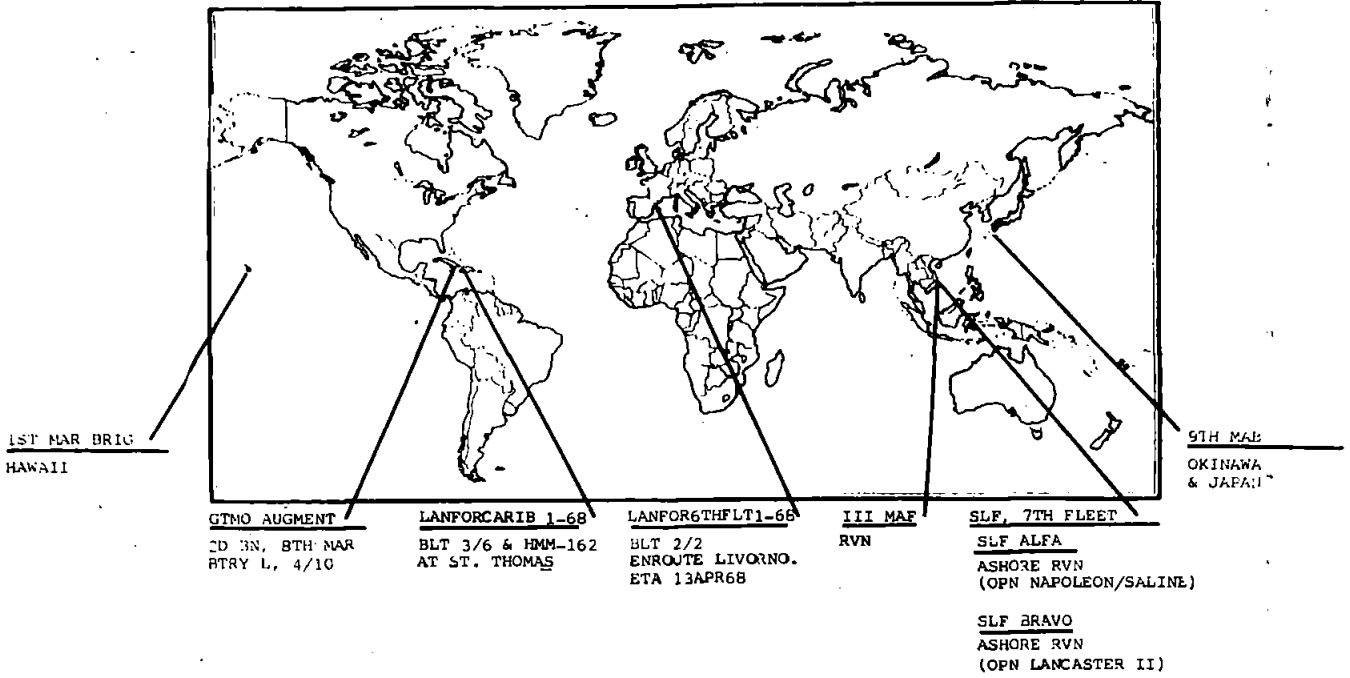 1ST MAR BRIG
HAWAII
GTMO AUGMENT
2D BN, 8TH MAR
BTRY L, 4/10
LANFORCARIB 1-68
BLT 3/6 & HMM-162
AT ST. THOMAS
LANFOR6THFLT1-68
BLT 2/2
ENROUTE LIVORNO.
ETA 13APR68
III MAF
RVN
SLF, 7TH FLEET
SLF ALFA
ASHORE RVN
(OPN NAPOLEON/SALINE)
SLF BRAVO
ASHORE RVN
(OPN LANCASTER II)
9TH MAB
OKINAWA
& JAPAN